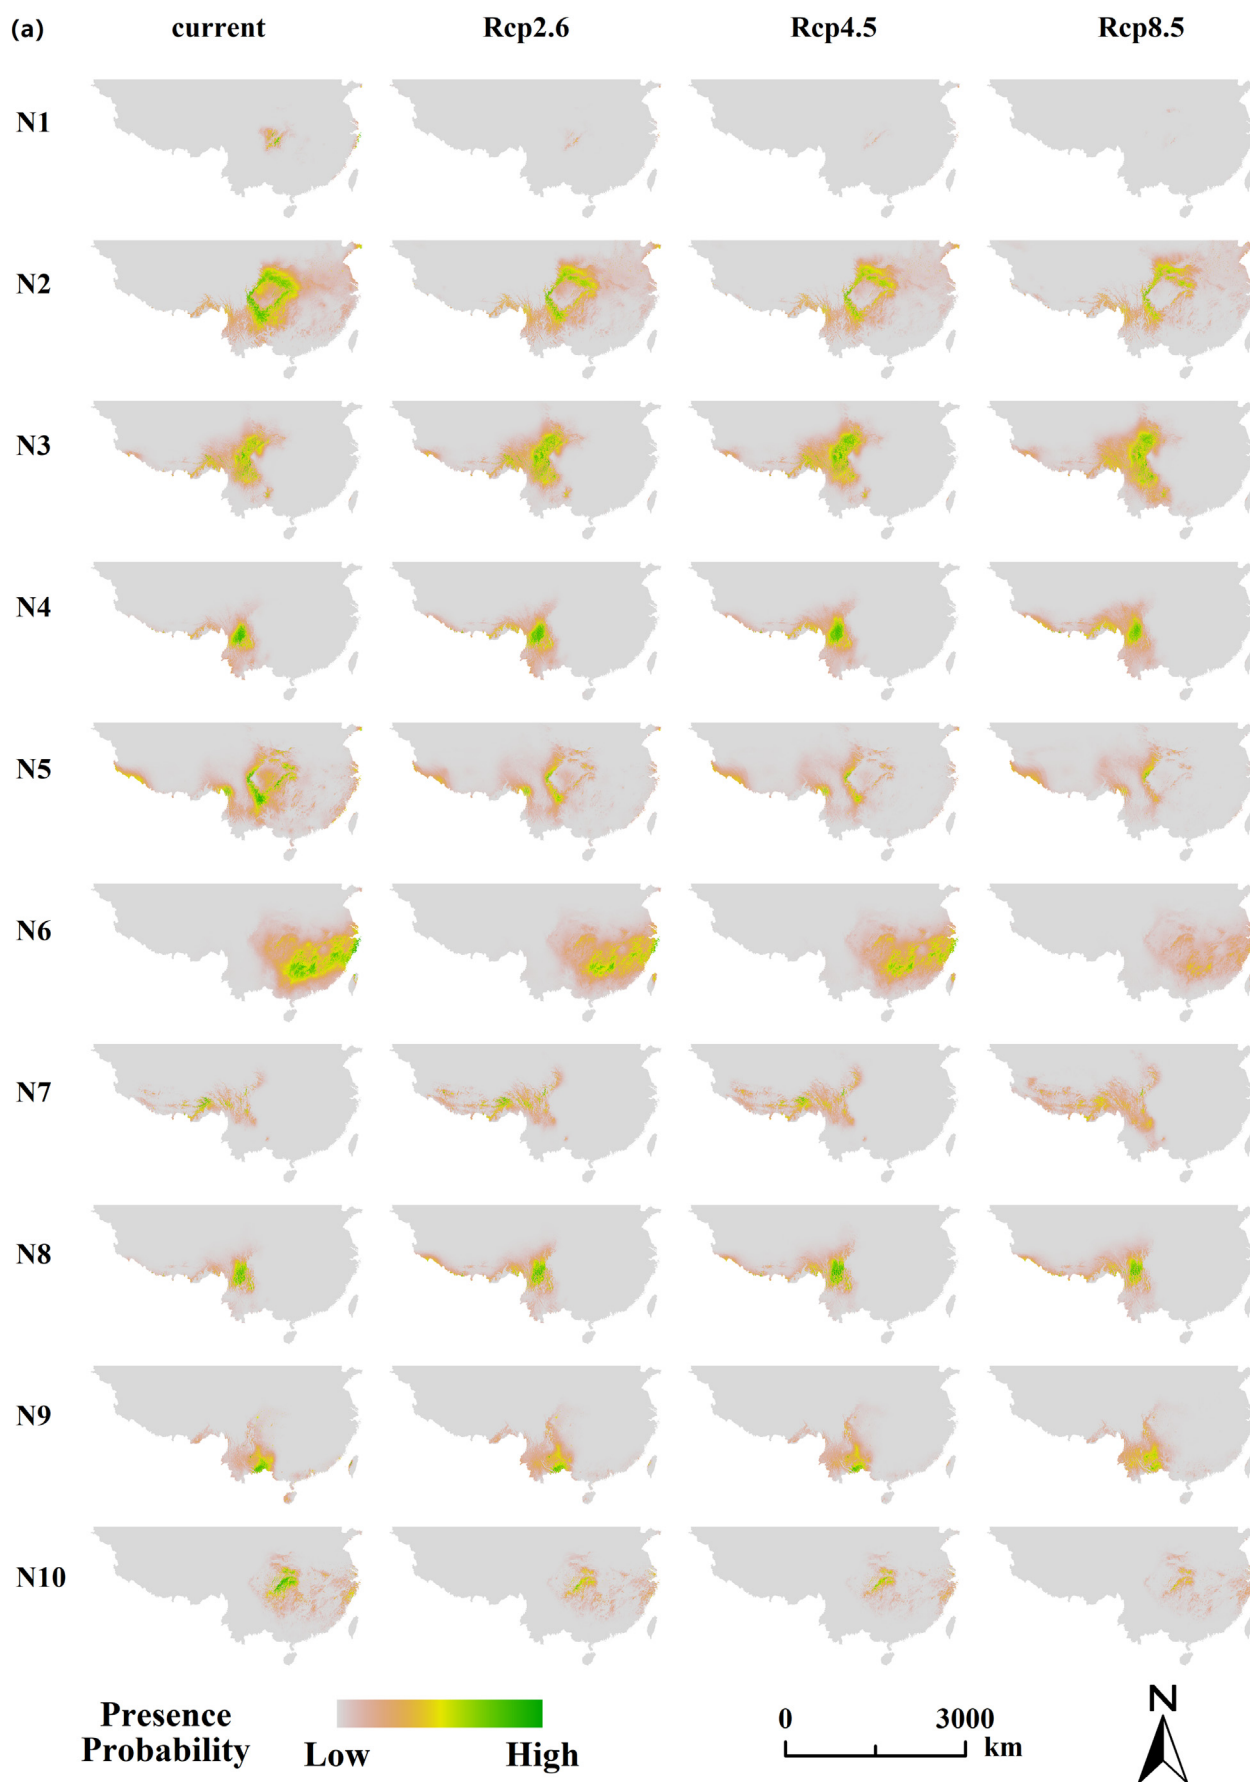 (a) current Rcp2.6 Rcp4.5 Rcp8.5
N1
N2
N3
N4
N5
N6
N7
N8
N9
N10
Presence
Probability
Low High
0 3000
km
N